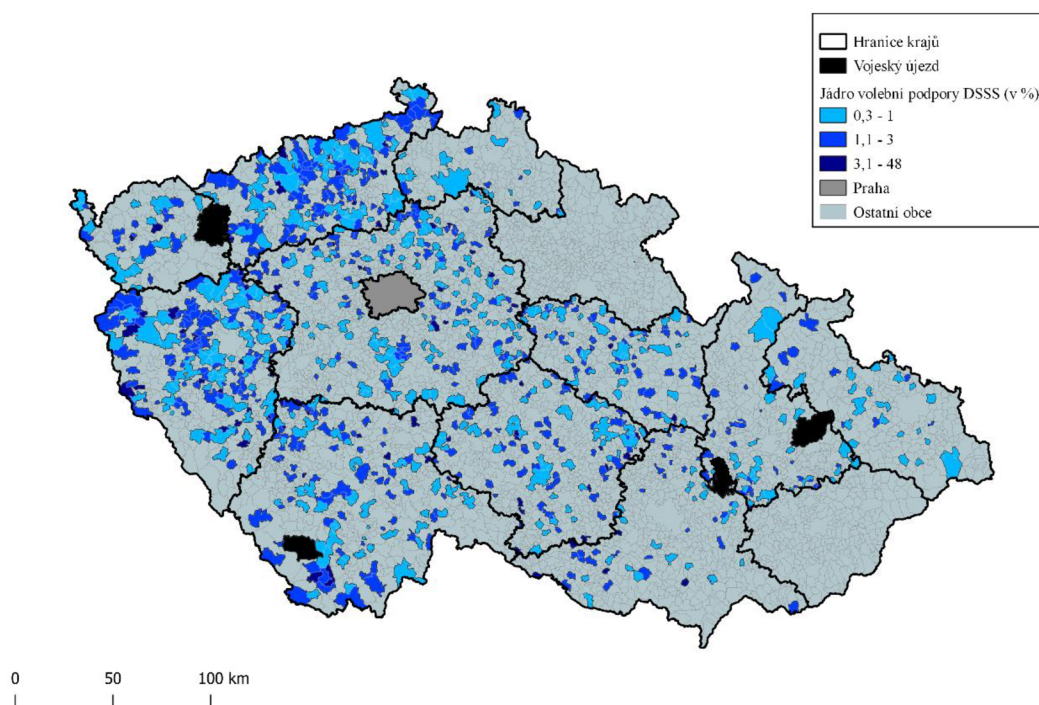 Hranice krajů
Vojeský újezd
Jádro volební podpory DSSS (v %)
0,3 - 1
1,1 - 3
3,1 - 48
Praha
Ostatní obce
0 50 100 km